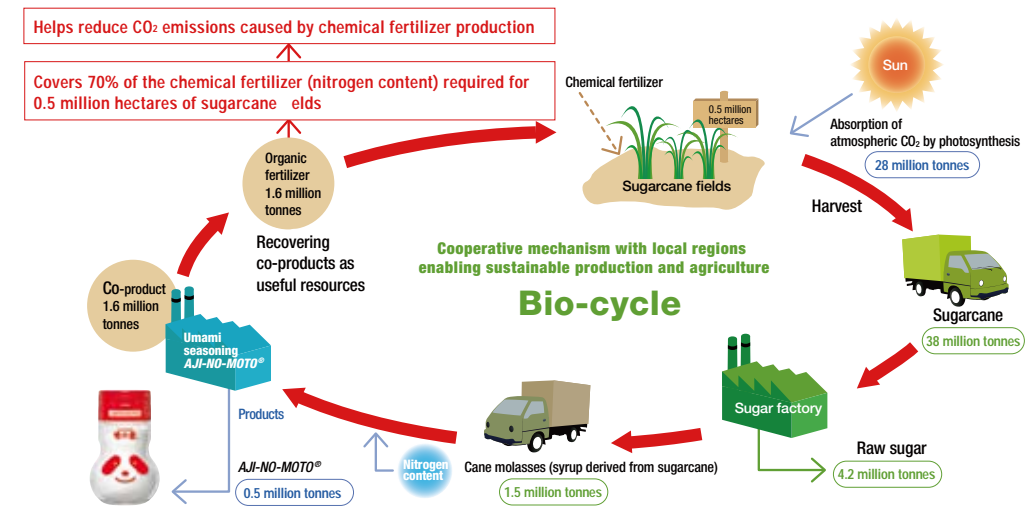 Helps reduce CO₂ emissions caused by chemical fertilizer production
Covers 70% of the chemical fertilizer (nitrogen content) required for
0.5 million hectares of sugarcane elds
Chemical fertilizer
0.5 million
hectares
Sugarcane fields
Sun
Absorption of
atmospheric CO₂ by photosynthesis
28 million tonnes
Harvest
Organic
fertilizer
1.6 million
tonnes
Recovering
co-products as
useful resources
Cooperative mechanism with local regions
enabling sustainable production and agriculture
Bio-cycle
Sugarcane
38 million tonnes
Co-product
1.6 million
tonnes
Umami
seasoning
AJI-NO-MOTO®
Sugar factory
Raw sugar
4.2 million tonnes
Cane molasses (syrup derived from sugarcane)
1.5 million tonnes
Nitrogen
content
Products
AJI-NO-MOTO®
0.5 million tonnes